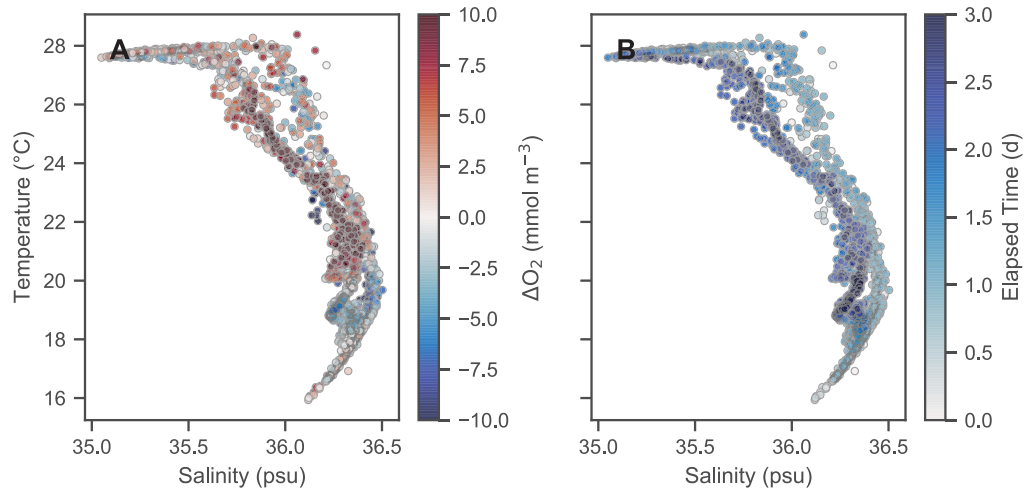 A
28
26
24
22
20
18
16
Temperature (°C)
35.0 35.5 36.0 36.5
Salinity (psu)
10.0
7.5
5.0
2.5
0.0
−2.5
−5.0
−7.5
−10.0
ΔO₂ (mmol m⁻³)
B
35.0 35.5 36.0 36.5
Salinity (psu)
3.0
2.5
2.0
1.5
1.0
0.5
0.0
Elapsed Time (d)